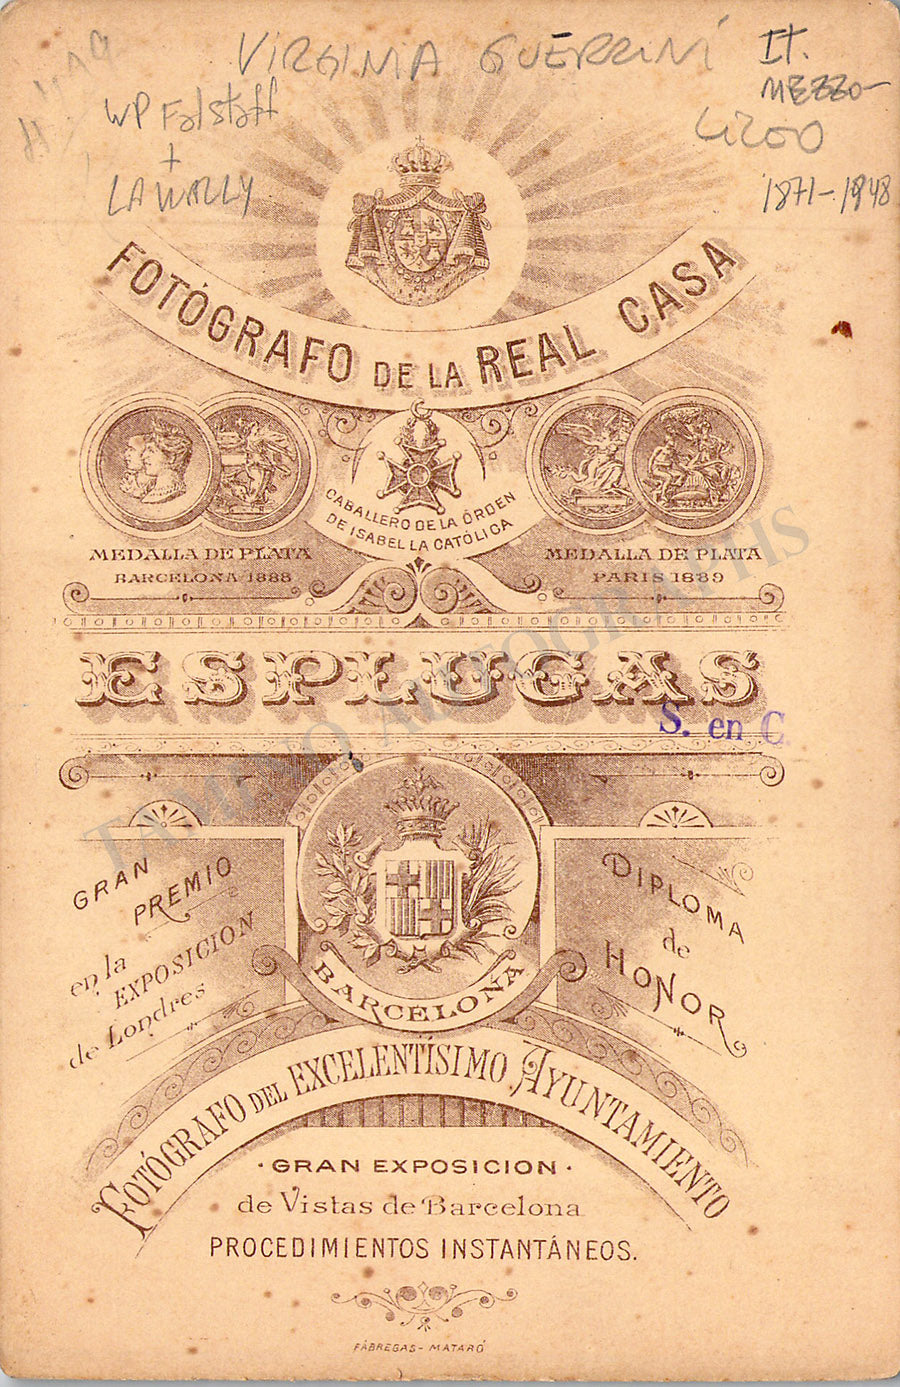 VIRGINIA GUERRINI
IT.
MEZZO-
WP Falstaff
+
LA WALLY
LICEO
1871-1948
FOTÓGRAFO DE LA REAL CASA
CABALLERO DE LA ÓRDEN
DE ISABEL LA CATÓLICA
MEDALLA DE PLATA
BARCELONA 1888
MEDALLA DE PLATA
PARIS 1889
ESPLUGAS
S. en C.
TAMINO AUTOGRAPHS
GRAN
PREMIO
en la
EXPOSICION
de Londres
DIPLOMA
de
HONOR
BARCELONA
FOTÓGRAFO DEL EXCELENTÍSIMO AYUNTAMIENTO
·GRAN EXPOSICION·
de Vistas de Barcelona
PROCEDIMIENTOS INSTANTÁNEOS.
FÁBREGAS-MATARÓ